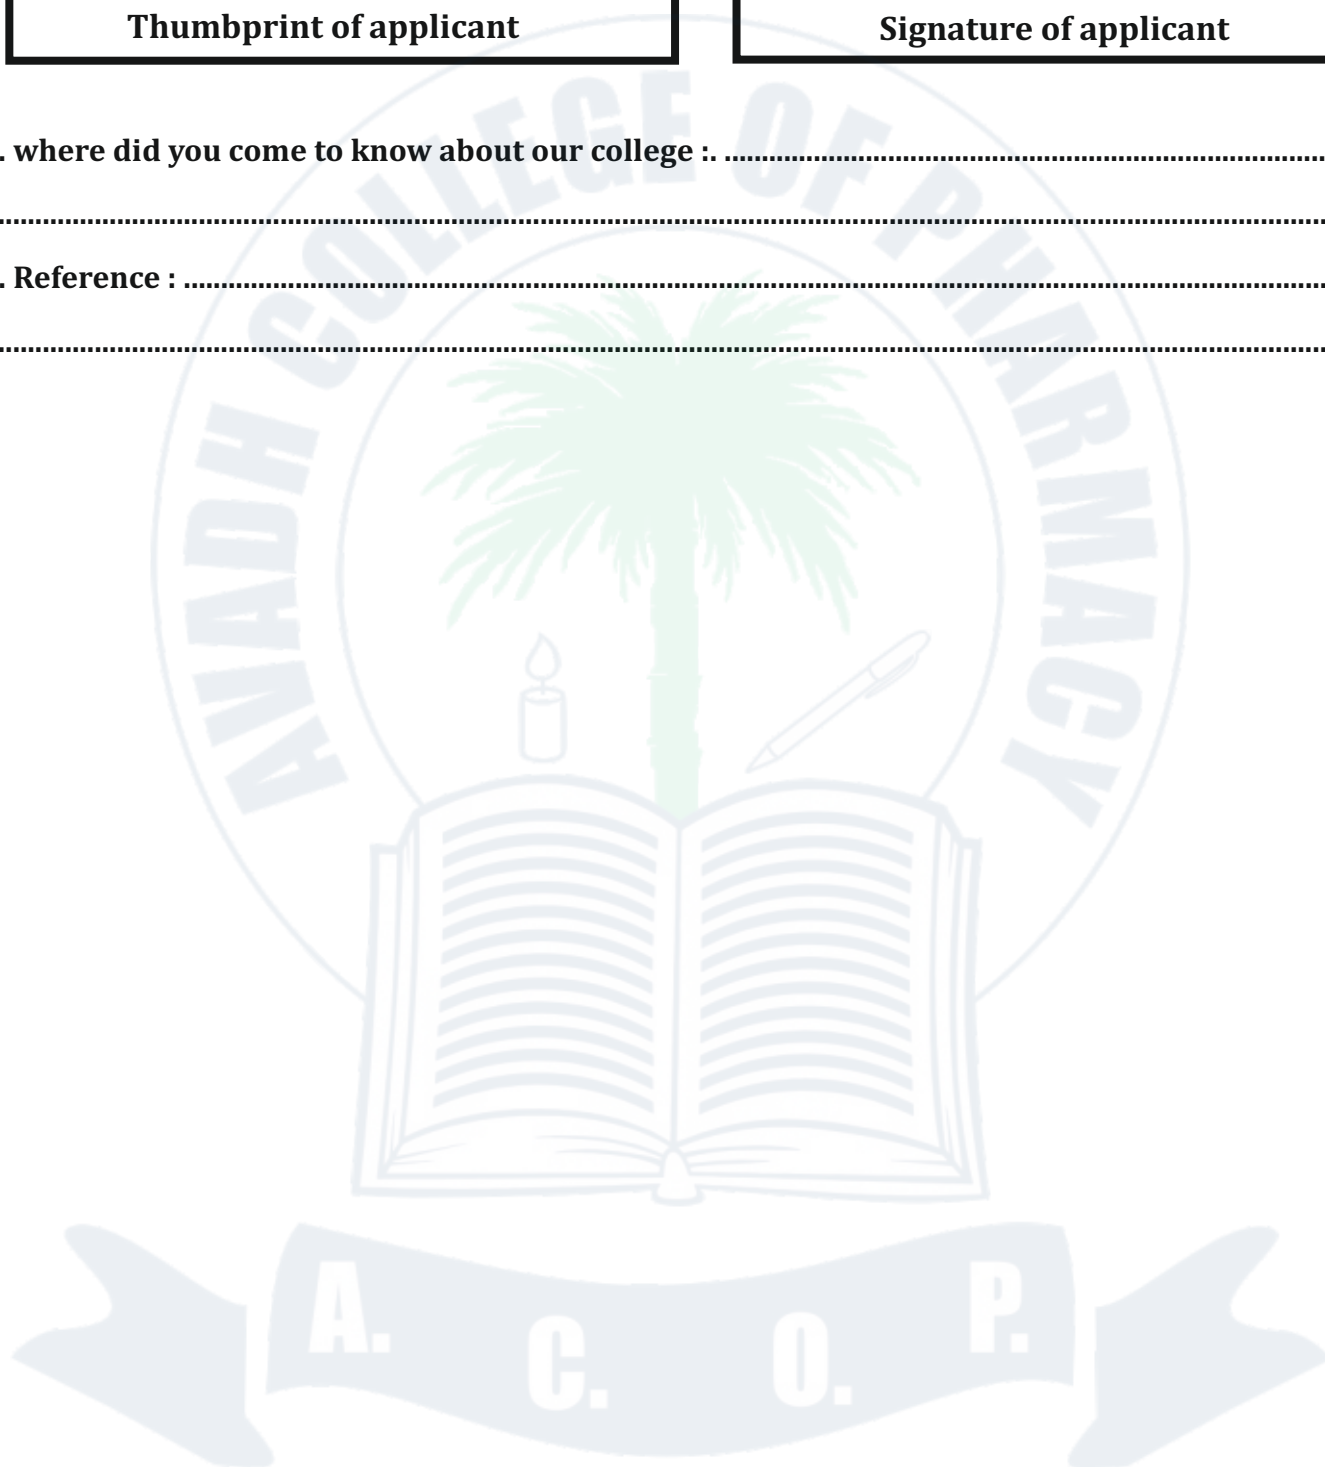 Thumbprint of applicant
Signature of applicant
. where did you come to know about our college :. ..........................................................................................
..........................................................................................
. Reference : ..........................................................................................
..........................................................................................
AVADH COLLEGE OF PHARMACY
A. C. O. P.